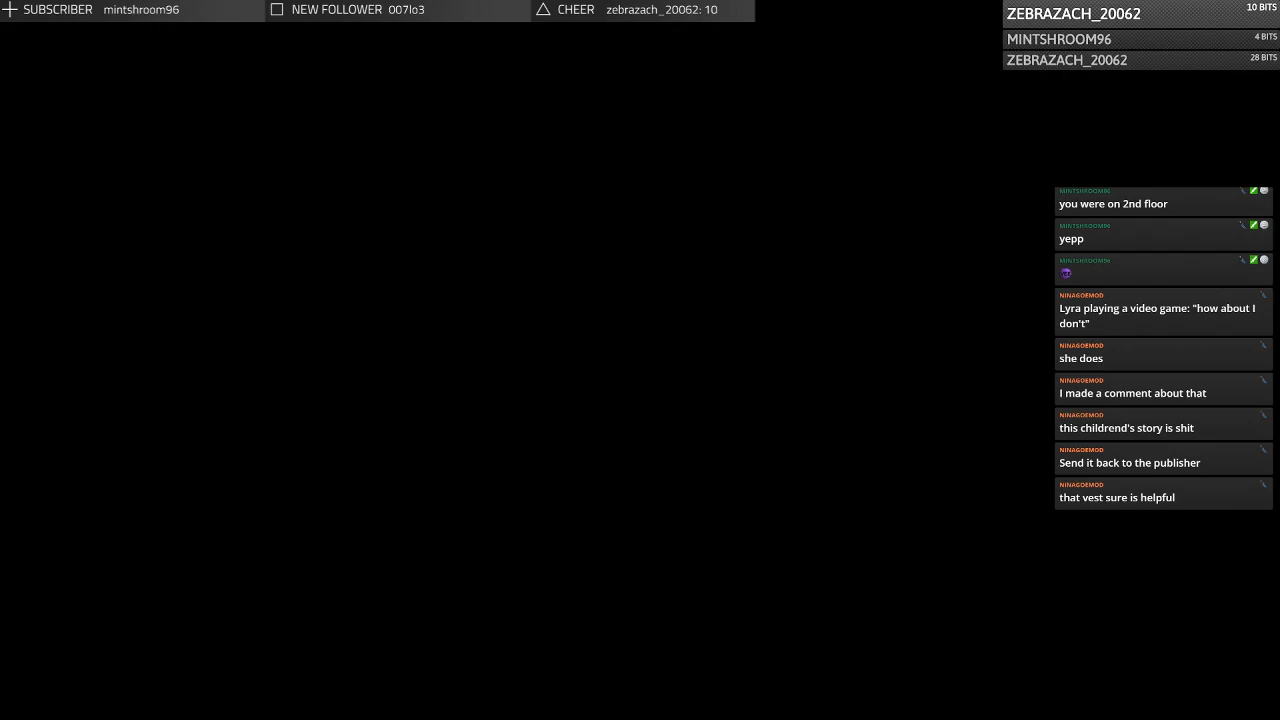 SUBSCRIBER mintshroom96
NEW FOLLOWER 007lo3
CHEER zebrazach_20062: 10
ZEBRAZACH_20062 10 BITS
MINTSHROOM96 4 BITS
ZEBRAZACH_20062 28 BITS
MINTSHROOM96
you were on 2nd floor
MINTSHROOM96
yepp
MINTSHROOM96
NINAGOEMOD
Lyra playing a video game: "how about I
don't"
NINAGOEMOD
she does
NINAGOEMOD
I made a comment about that
NINAGOEMOD
this childrend's story is shit
NINAGOEMOD
Send it back to the publisher
NINAGOEMOD
that vest sure is helpful